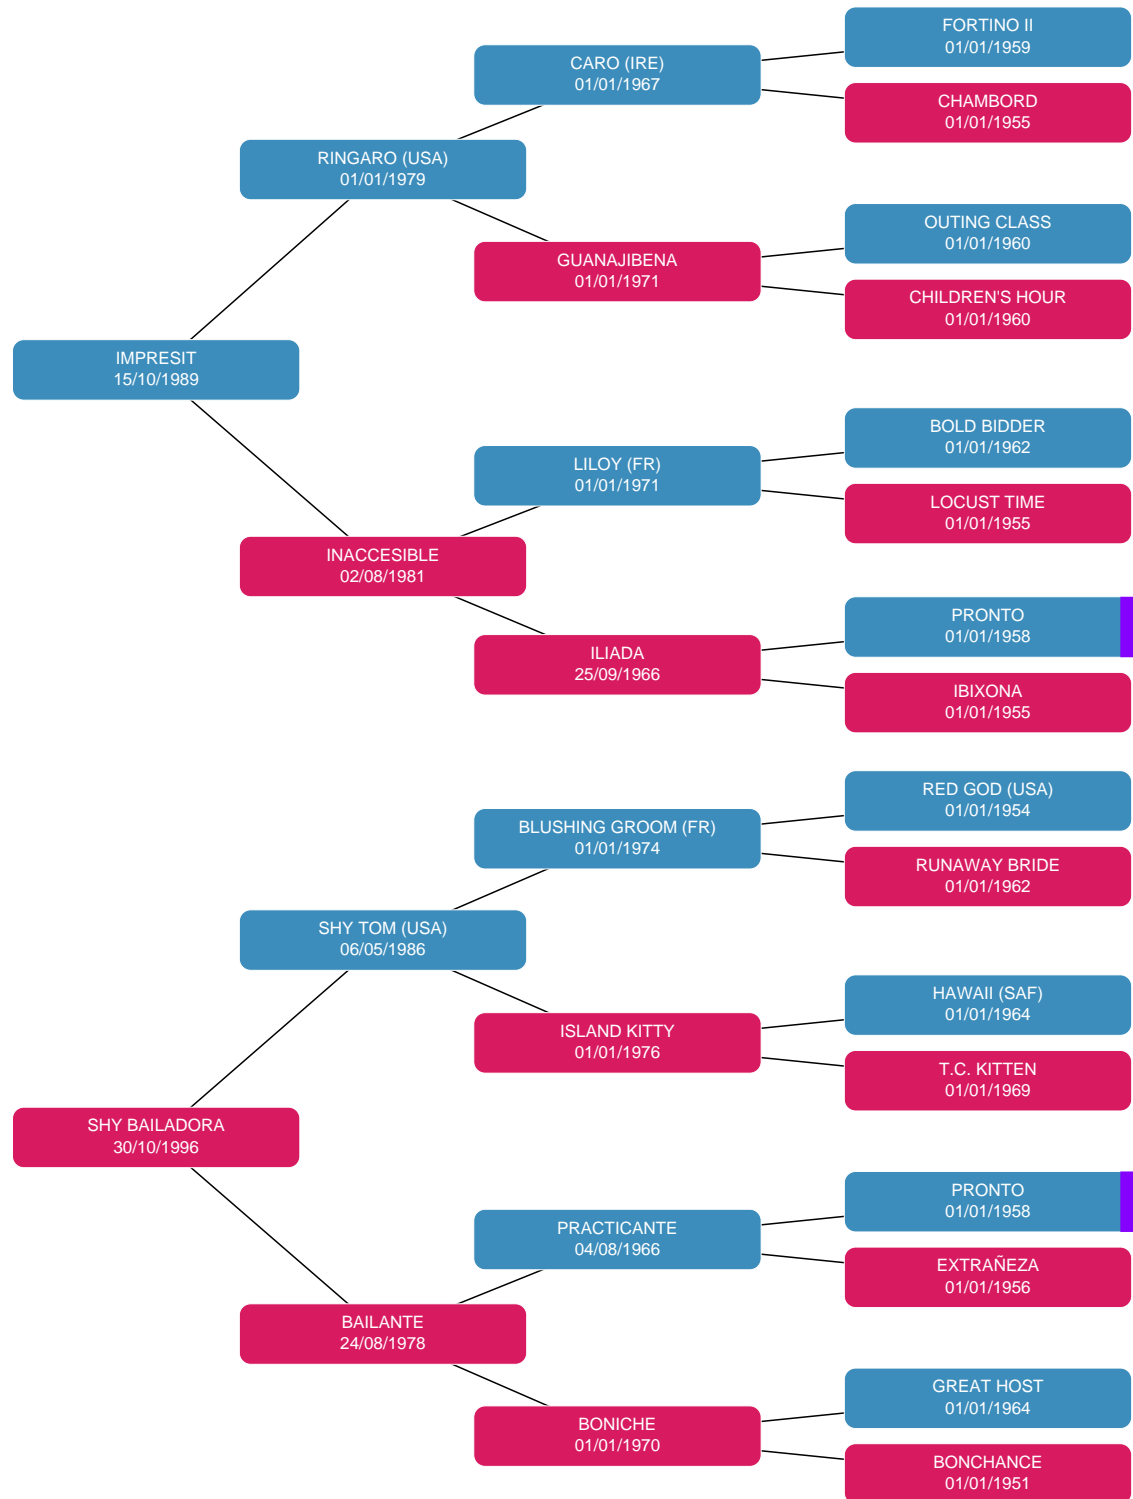 FORTINO II
01/01/1959
CARO (IRE)
01/01/1967
CHAMBORD
01/01/1955
RINGARO (USA)
01/01/1979
OUTING CLASS
01/01/1960
GUANAJIBENA
01/01/1971
CHILDREN'S HOUR
01/01/1960
IMPRESIT
15/10/1989
BOLD BIDDER
01/01/1962
LILOY (FR)
01/01/1971
LOCUST TIME
01/01/1955
INACCESIBLE
02/08/1981
PRONTO
01/01/1958
ILIADA
25/09/1966
IBIXONA
01/01/1955
RED GOD (USA)
01/01/1954
BLUSHING GROOM (FR)
01/01/1974
RUNAWAY BRIDE
01/01/1962
SHY TOM (USA)
06/05/1986
HAWAII (SAF)
01/01/1964
ISLAND KITTY
01/01/1976
T.C. KITTEN
01/01/1969
SHY BAILADORA
30/10/1996
PRONTO
01/01/1958
PRACTICANTE
04/08/1966
EXTRAÑEZA
01/01/1956
BAILANTE
24/08/1978
GREAT HOST
01/01/1964
BONICHE
01/01/1970
BONCHANCE
01/01/1951